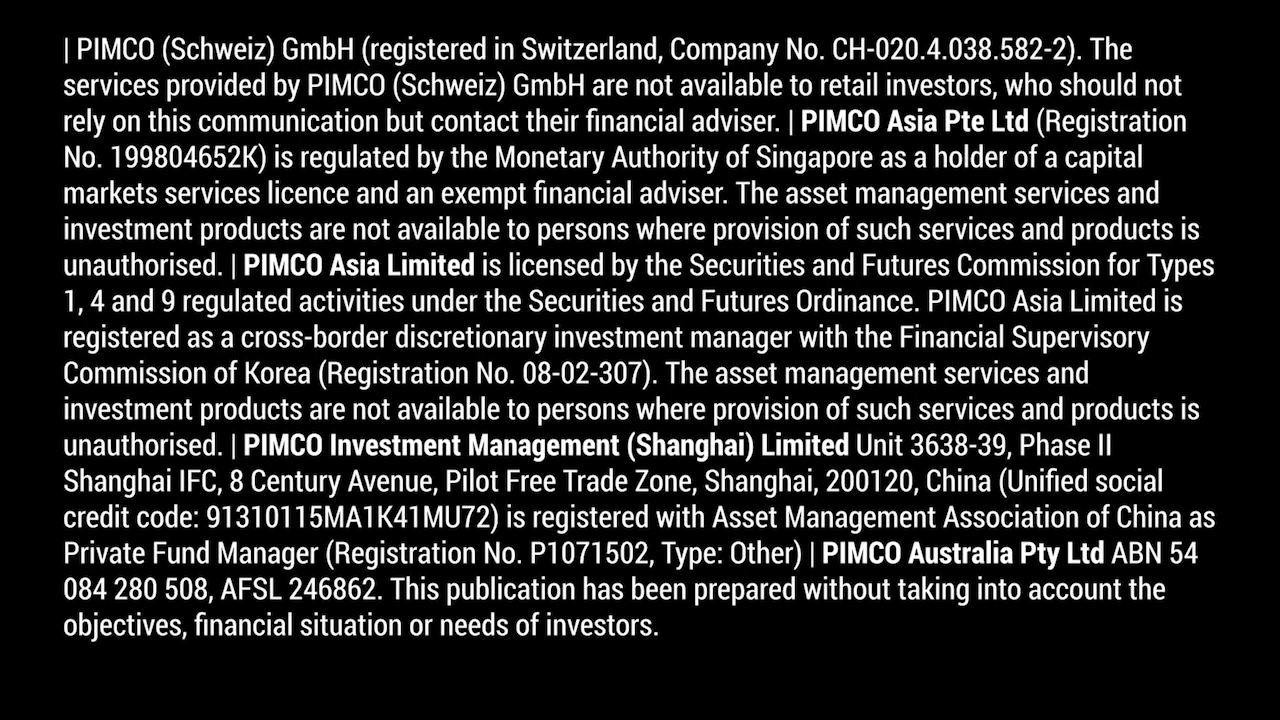 | PIMCO (Schweiz) GmbH (registered in Switzerland, Company No. CH-020.4.038.582-2). The
services provided by PIMCO (Schweiz) GmbH are not available to retail investors, who should not
rely on this communication but contact their financial adviser. | PIMCO Asia Pte Ltd (Registration
No. 199804652K) is regulated by the Monetary Authority of Singapore as a holder of a capital
markets services licence and an exempt financial adviser. The asset management services and
investment products are not available to persons where provision of such services and products is
unauthorised. | PIMCO Asia Limited is licensed by the Securities and Futures Commission for Types
1, 4 and 9 regulated activities under the Securities and Futures Ordinance. PIMCO Asia Limited is
registered as a cross-border discretionary investment manager with the Financial Supervisory
Commission of Korea (Registration No. 08-02-307). The asset management services and
investment products are not available to persons where provision of such services and products is
unauthorised. | PIMCO Investment Management (Shanghai) Limited Unit 3638-39, Phase II
Shanghai IFC, 8 Century Avenue, Pilot Free Trade Zone, Shanghai, 200120, China (Unified social
credit code: 91310115MA1K41MU72) is registered with Asset Management Association of China as
Private Fund Manager (Registration No. P1071502, Type: Other) | PIMCO Australia Pty Ltd ABN 54
084 280 508, AFSL 246862. This publication has been prepared without taking into account the
objectives, financial situation or needs of investors.